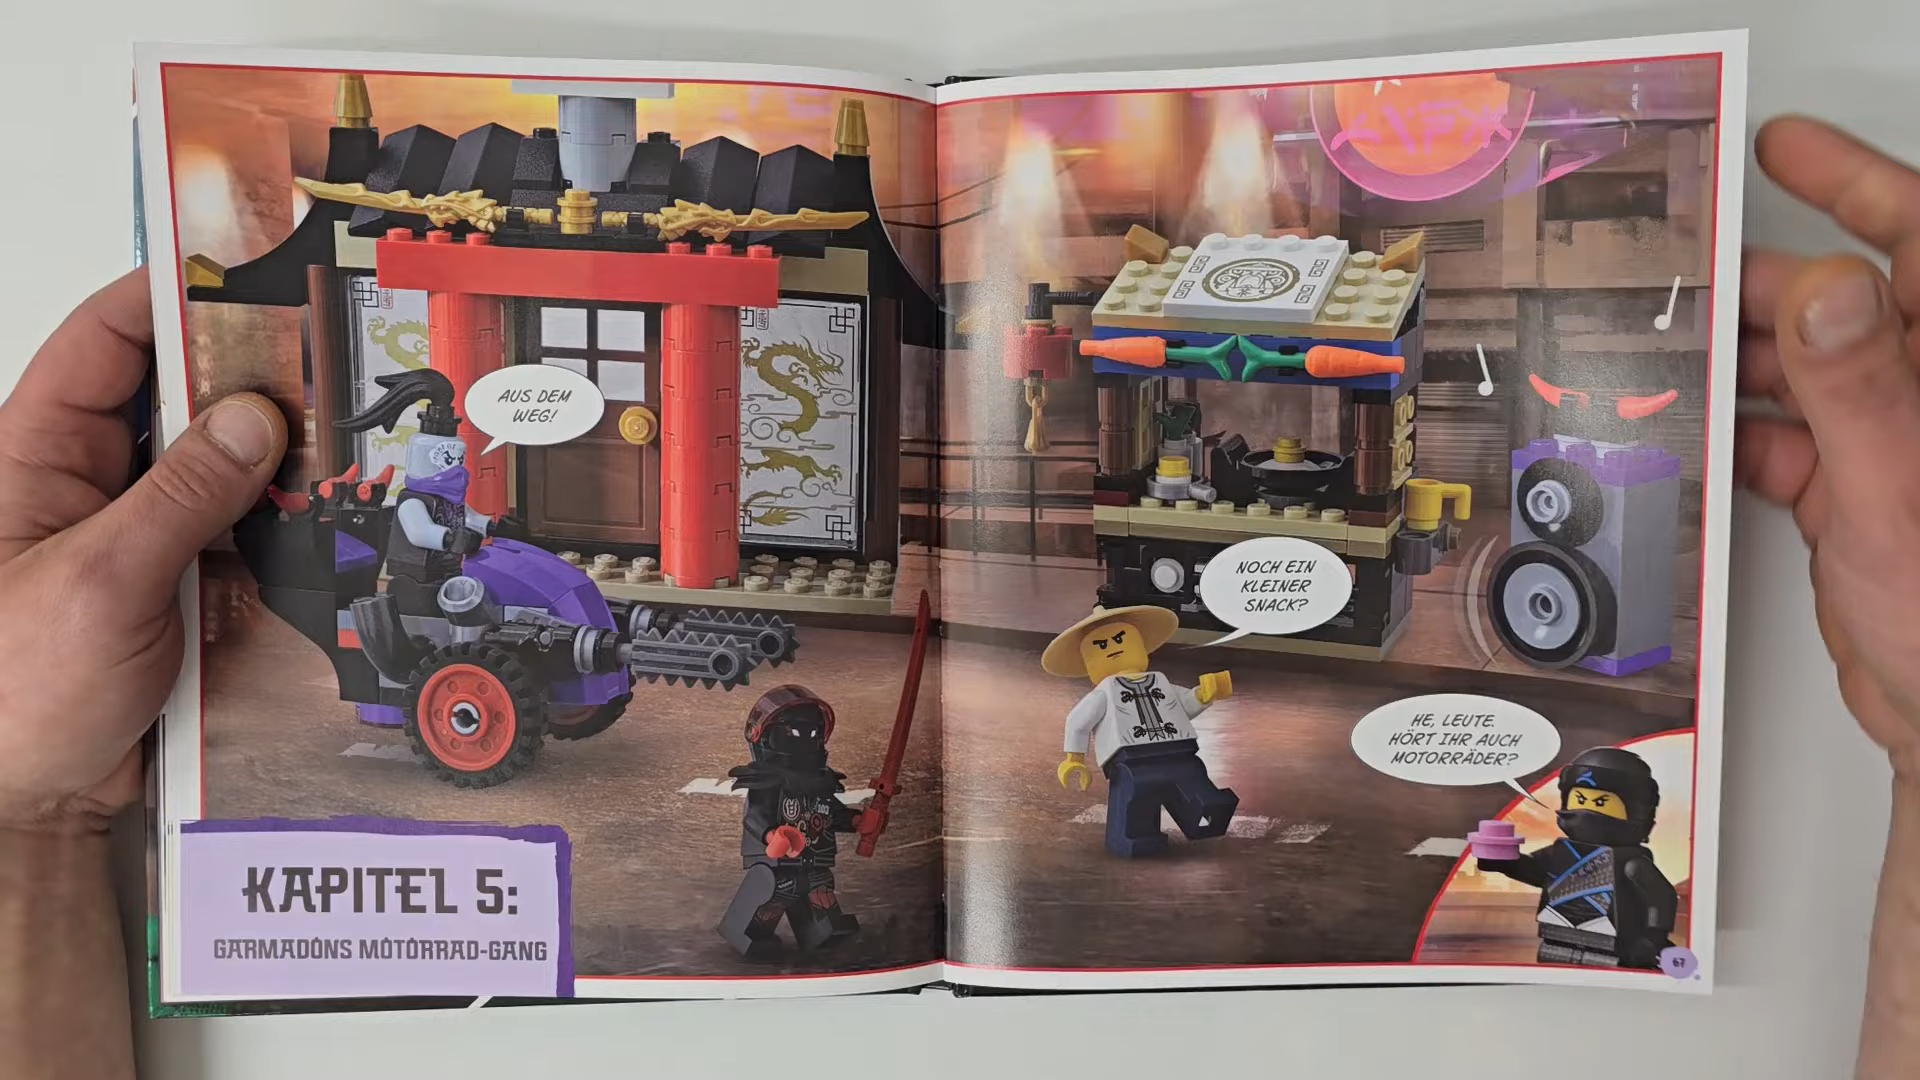 AUS DEM
WEG!
KAPITEL 5:
GARMADONS MOTORRAD-GANG
NOCH EIN
KLEINER
SNACK?
HE, LEUTE.
HÖRT IHR AUCH
MOTORRÄDER?
67